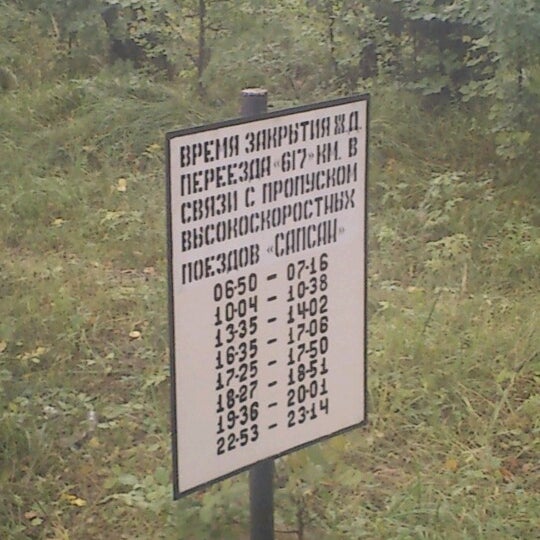 ВРЕМЯ ЗАКРЫТИЯ Ж.Д.
ПЕРЕЕЗДА «617» КМ. В
СВЯЗИ С ПРОПУСКОМ
ВЫСОКОСКОРОСТНЫХ
ПОЕЗДОВ «САПСАН»
06-50 - 07-16
10-04 - 10-38
13-35 - 14-02
16-35 - 17-06
17-25 - 17-50
18-27 - 18-51
19-36 - 20-01
22-53 - 23-14